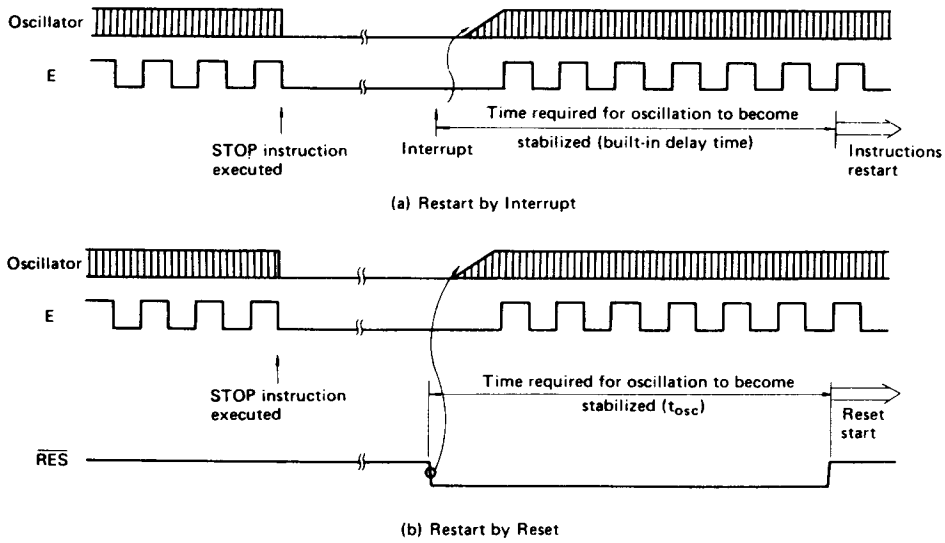 Oscillator
E
Time required for oscillation to become
stabilized (built-in delay time)
STOP instruction
executed
Interrupt
Instructions
restart
(a) Restart by Interrupt
Oscillator
E
STOP instruction
executed
Time required for oscillation to become
stabilized (tosc)
Reset
start
RES
(b) Restart by Reset